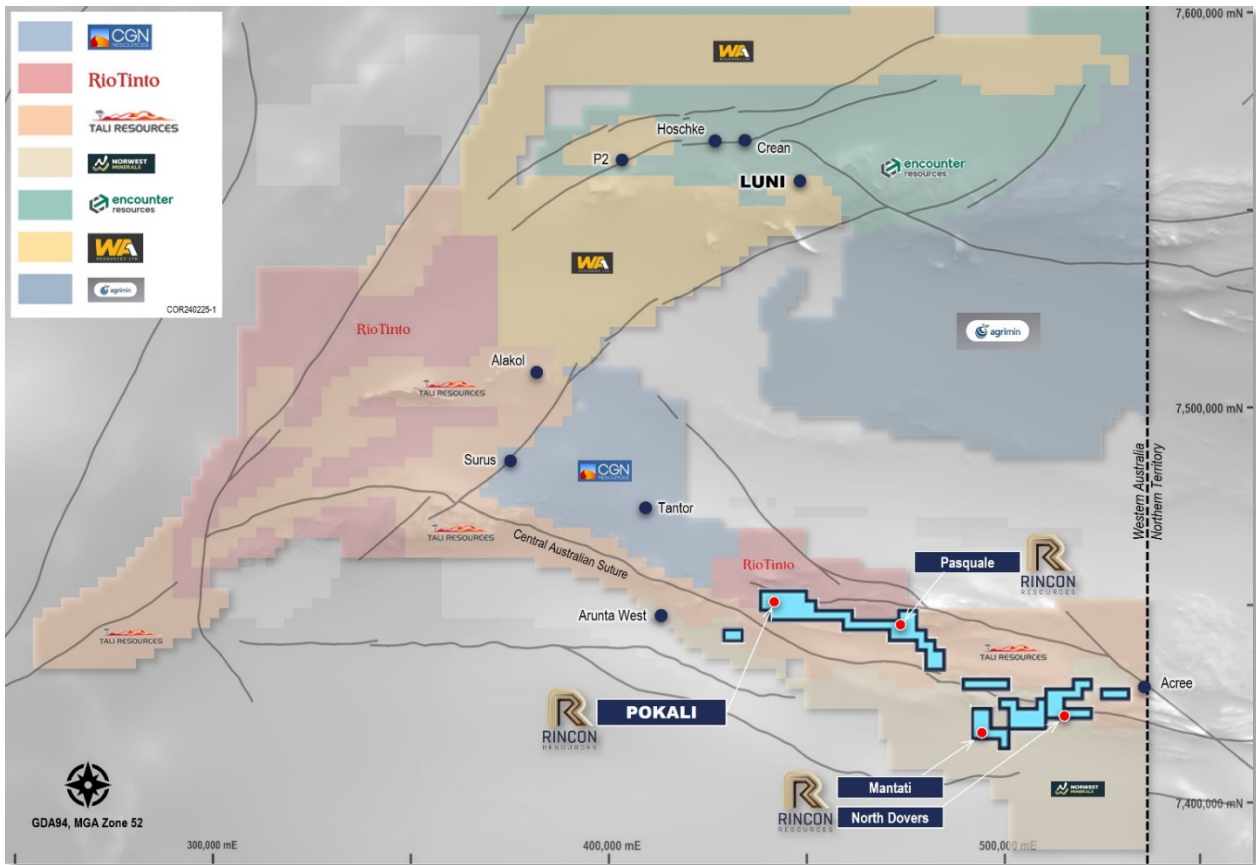 7,600,000 mN
CGN
RESOURCES
RioTinto
TALI RESOURCES
NORWEST
MINERALS
encounter
resources
WA
RESOURCES LTD
agrimin
COR240225-1
WA
Hoschke
Crean
P2
LUNI
encounter
resources
WA
RioTinto
agrimin
Alakol
TALI RESOURCES
7,500,000 mN
Surus
CGN
RESOURCES
Tantor
Western Australia
Northern Territory
TALI RESOURCES
Central Australian Suture
RioTinto
Pasquale
RINCON
RESOURCES
Arunta West
TALI RESOURCES
TALI RESOURCES
Acree
POKALI
RINCON
RESOURCES
Mantati
North Dovers
RINCON
RESOURCES
NORWEST
MINERALS
7,400,000 mN
GDA94, MGA Zone 52
300,000 mE
400,000 mE
500,000 mE